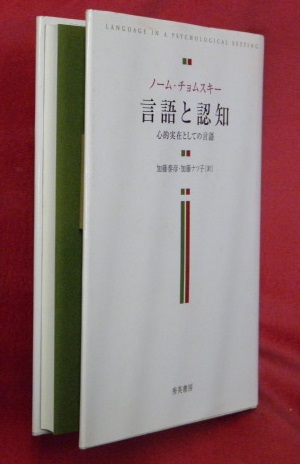 LANGUAGE IN A PSYCHOLOGICAL SETTING
ノーム・チョムスキー
言語と認知
心的実在としての言語
加藤泰彦・加藤ナツ子[訳]
秀英書房